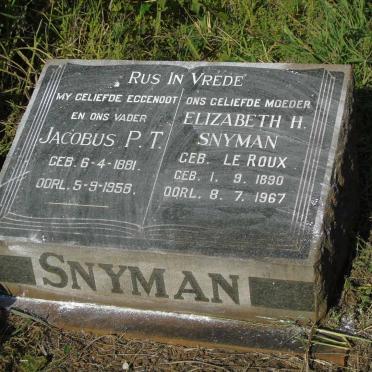 RUS IN VREDE
MY GELIEFDE EGGENOOT
EN ONS VADER
JACOBUS P. T.
GEB. 6-4-1881.
OORL. 5-9-1958.
ONS GELIEFDE MOEDER
ELIZABETH H.
SNYMAN
GEB. LE ROUX
GEB. 1. 9. 1890
OORL. 8. 7. 1967
SNYMAN